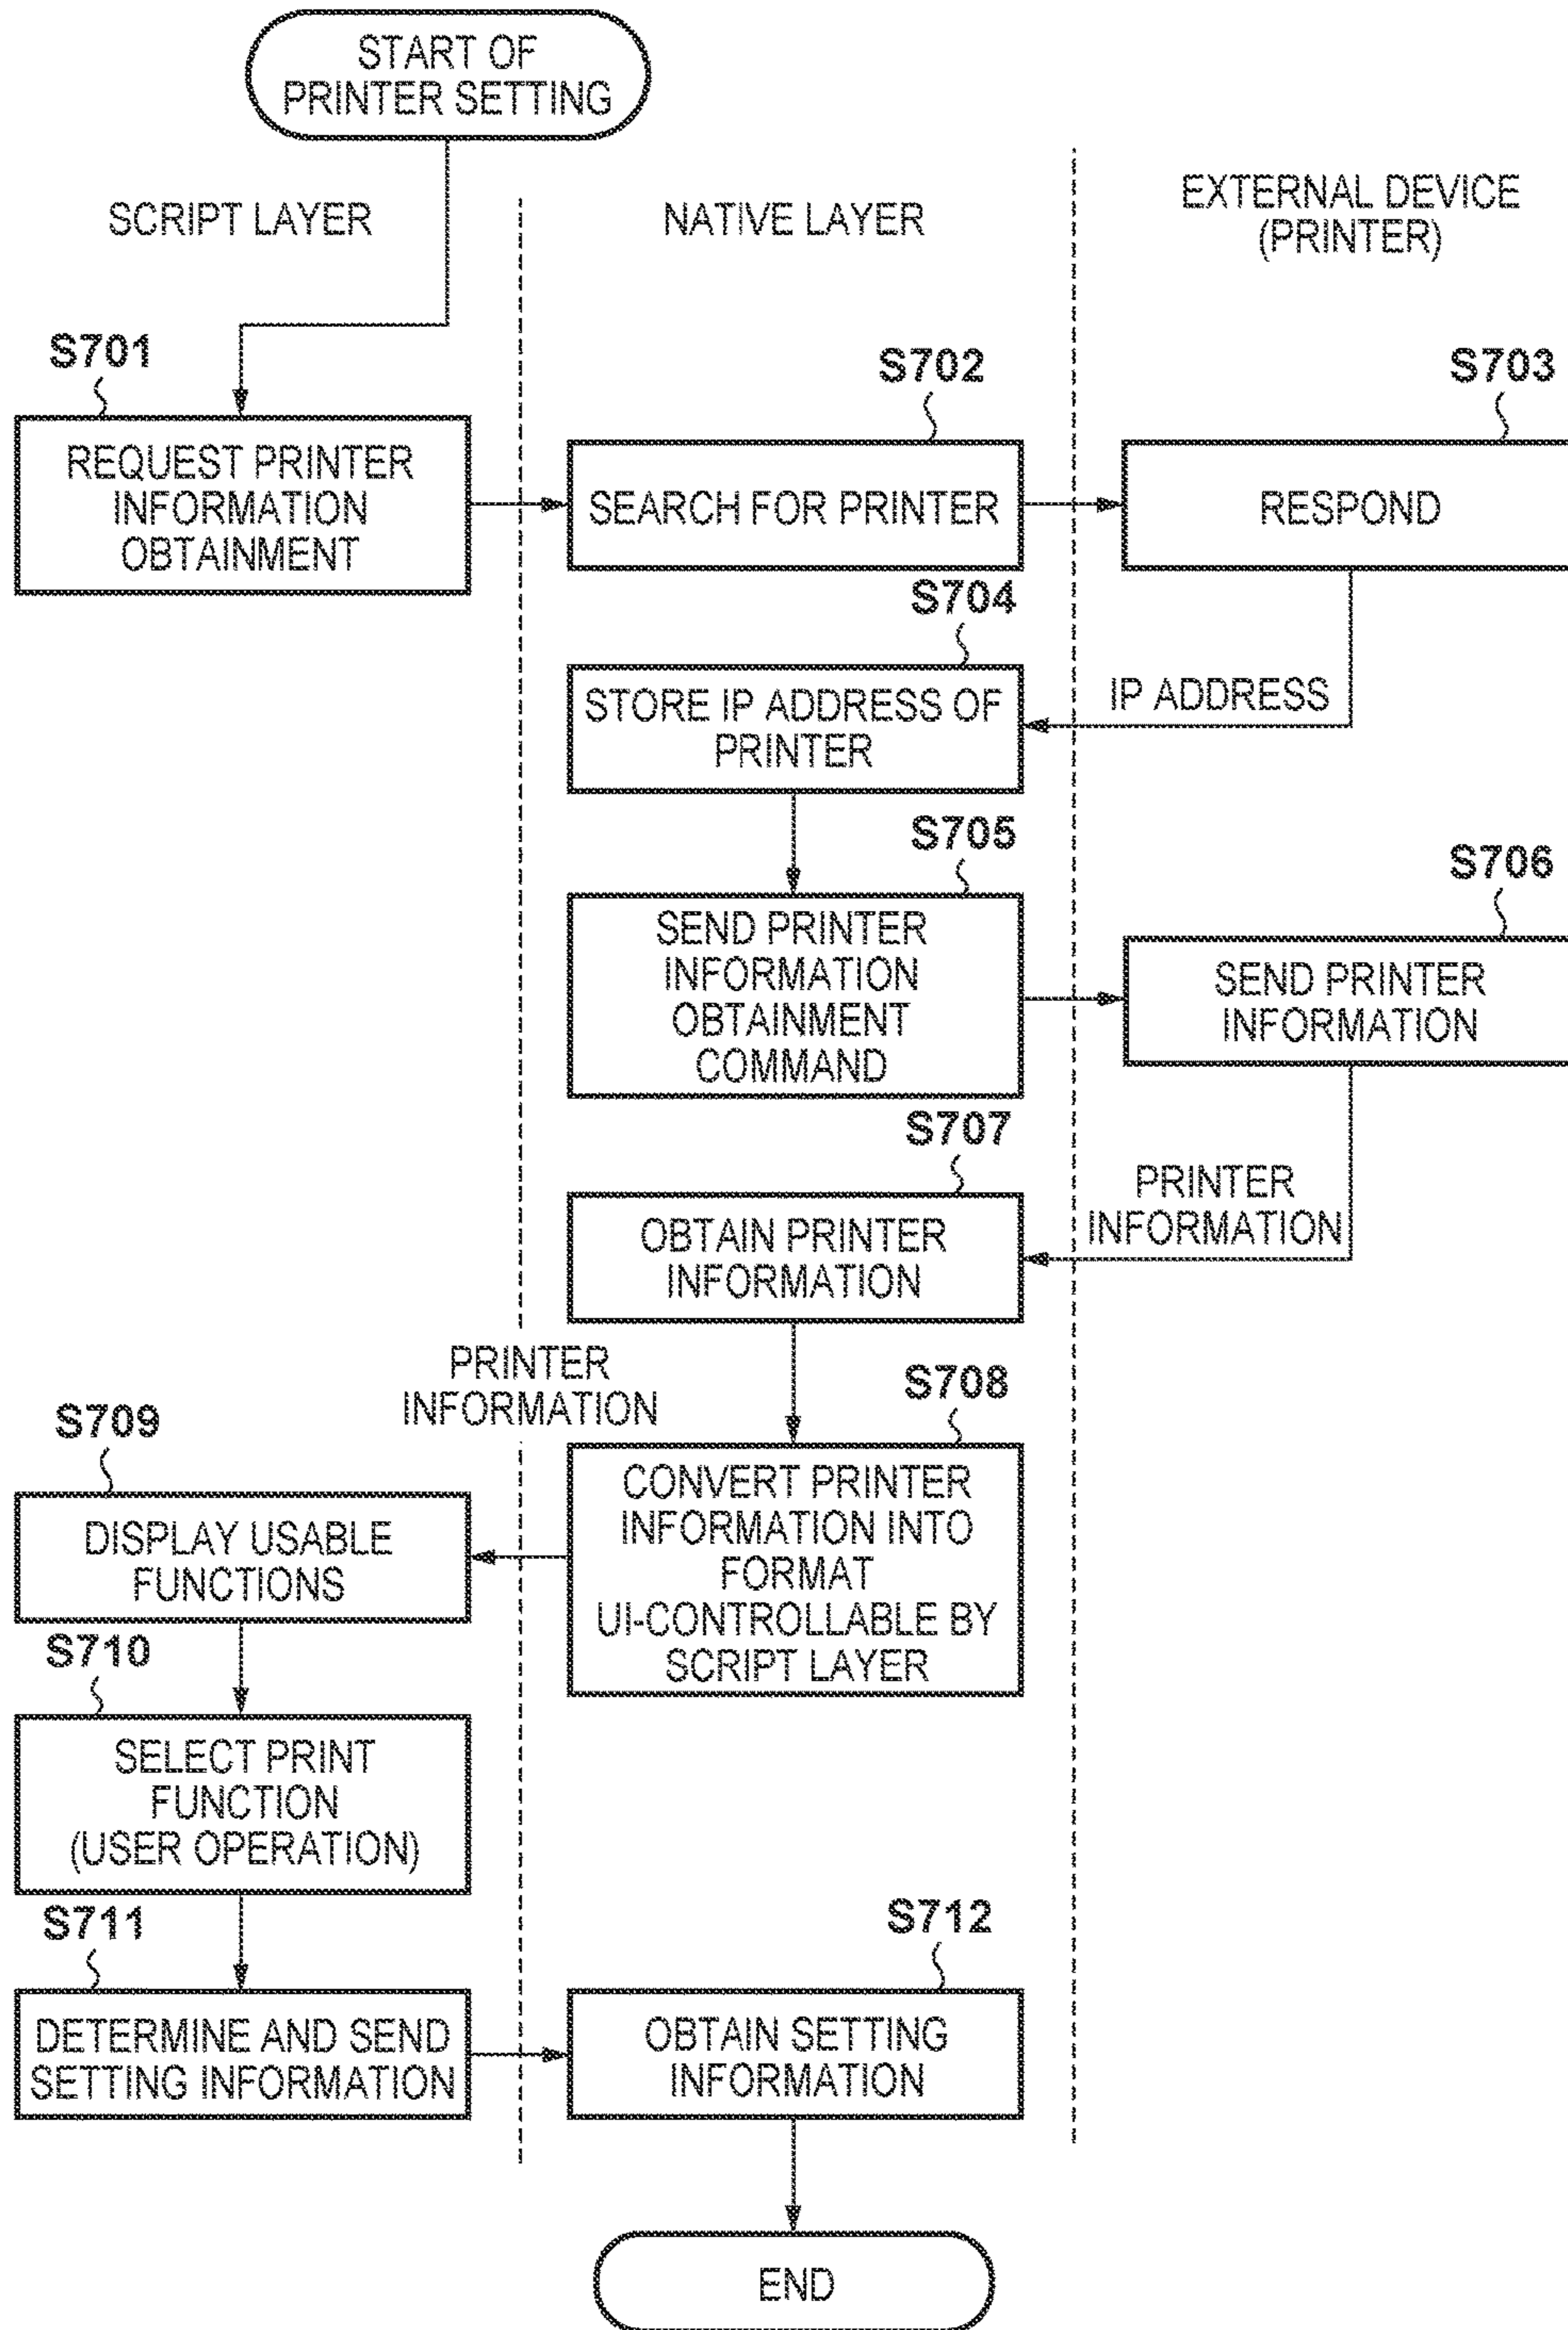 START OF
PRINTER SETTING
SCRIPT LAYER
NATIVE LAYER
EXTERNAL DEVICE
(PRINTER)
S701
REQUEST PRINTER
INFORMATION
OBTAINMENT
S702
SEARCH FOR PRINTER
S703
RESPOND
IP ADDRESS
S704
STORE IP ADDRESS OF
PRINTER
S705
SEND PRINTER
INFORMATION
OBTAINMENT
COMMAND
S706
SEND PRINTER
INFORMATION
PRINTER
INFORMATION
S707
OBTAIN PRINTER
INFORMATION
S708
CONVERT PRINTER
INFORMATION INTO
FORMAT
UI-CONTROLLABLE BY
SCRIPT LAYER
PRINTER
INFORMATION
S709
DISPLAY USABLE
FUNCTIONS
S710
SELECT PRINT
FUNCTION
(USER OPERATION)
S711
DETERMINE AND SEND
SETTING INFORMATION
S712
OBTAIN SETTING
INFORMATION
END